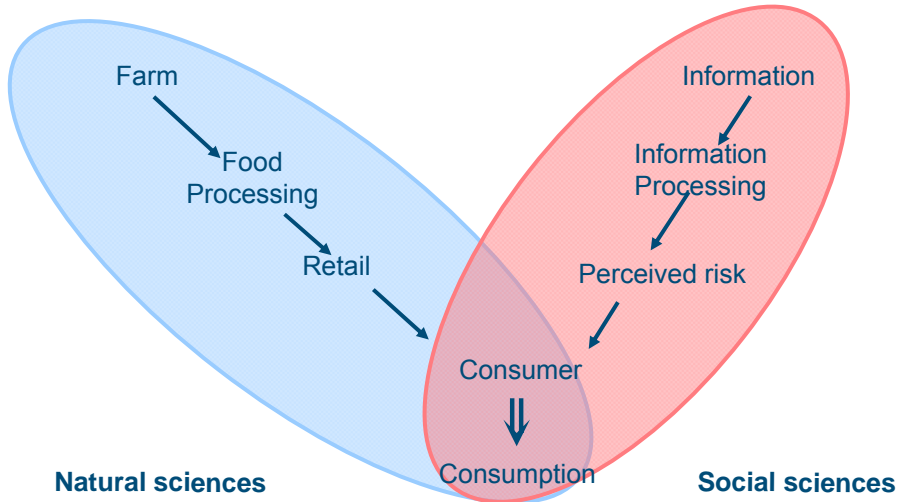 Farm
Food
Processing
Retail
Information
Information
Processing
Perceived risk
Consumer
Consumption
Natural sciences
Social sciences